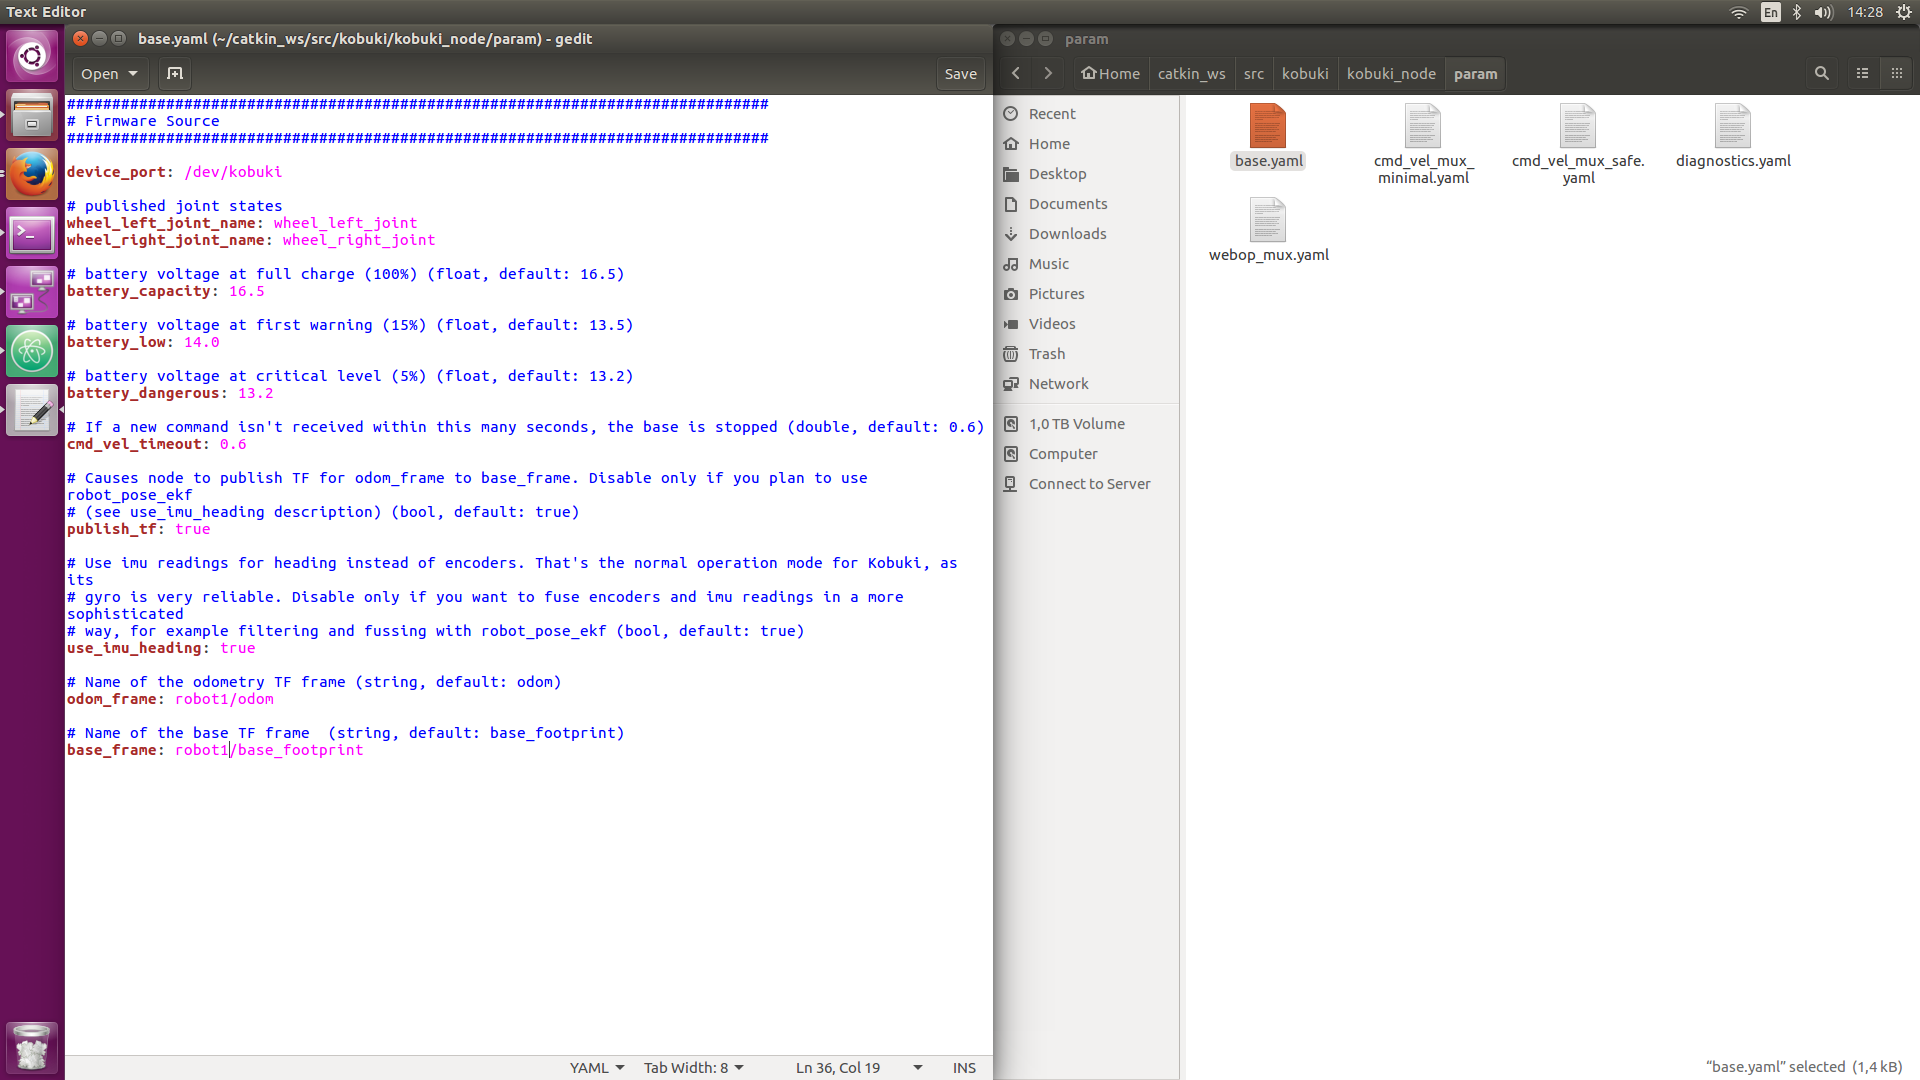 Text Editor
En
14:28
base.yaml (~/catkin_ws/src/kobuki/kobuki_node/param) - gedit
Open
Save
##############################################################################
# Firmware Source
##############################################################################
device_port: /dev/kobuki
# published joint states
wheel_left_joint_name: wheel_left_joint
wheel_right_joint_name: wheel_right_joint
# battery voltage at full charge (100%) (float, default: 16.5)
battery_capacity: 16.5
# battery voltage at first warning (15%) (float, default: 13.5)
battery_low: 14.0
# battery voltage at critical level (5%) (float, default: 13.2)
battery_dangerous: 13.2
# If a new command isn't received within this many seconds, the base is stopped (double, default: 0.6)
cmd_vel_timeout: 0.6
# Causes node to publish TF for odom_frame to base_frame. Disable only if you plan to use
robot_pose_ekf
# (see use_imu_heading description) (bool, default: true)
publish_tf: true
# Use imu readings for heading instead of encoders. That's the normal operation mode for Kobuki, as
its
# gyro is very reliable. Disable only if you want to fuse encoders and imu readings in a more
sophisticated
# way, for example filtering and fussing with robot_pose_ekf (bool, default: true)
use_imu_heading: true
# Name of the odometry TF frame (string, default: odom)
odom_frame: robot1/odom
# Name of the base TF frame  (string, default: base_footprint)
base_frame: robot1/base_footprint
YAML
Tab Width: 8
Ln 36, Col 19
INS
param
Home
catkin_ws
src
kobuki
kobuki_node
param
Recent
Home
Desktop
Documents
Downloads
Music
Pictures
Videos
Trash
Network
1,0 TB Volume
Computer
Connect to Server
base.yaml
cmd_vel_mux_
minimal.yaml
cmd_vel_mux_safe.
yaml
diagnostics.yaml
webop_mux.yaml
“base.yaml” selected (1,4 kB)